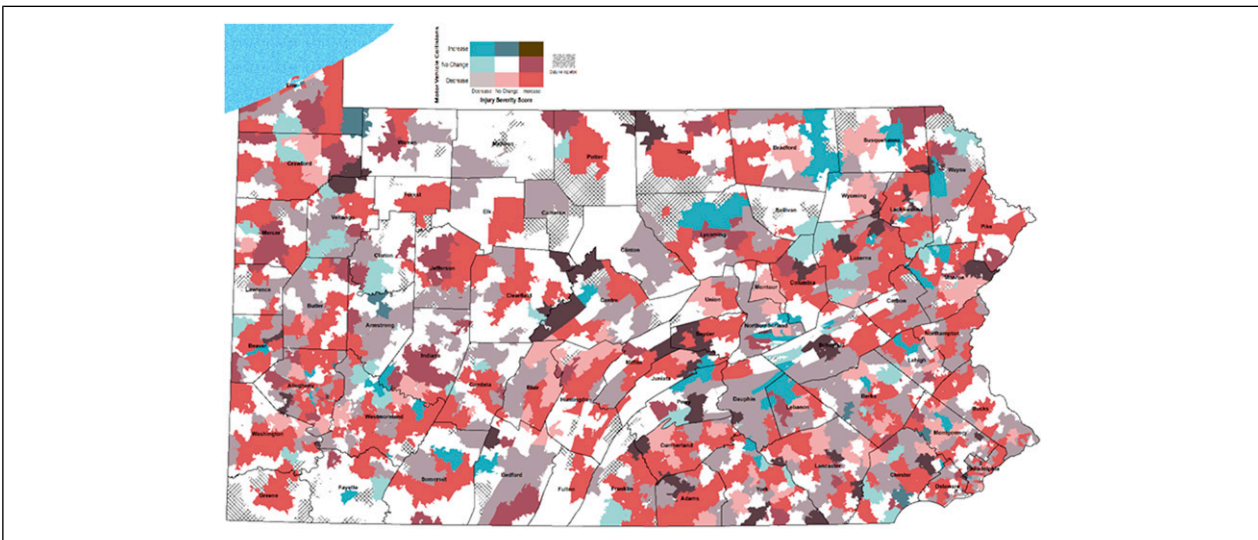 Motor Vehicle Collisions
Increase
No Change
Decrease
Decrease No Change Increase
Injury Severity Score
Erie
Crawford
Warren
McKean
Potter
Tioga
Bradford
Susquehanna
Wayne
Wyoming
Lackawanna
Pike
Sullivan
Forest
Venango
Elk
Cameron
Mercer
Clinton
Lycoming
Luzerne
Clarion
Jefferson
Columbia
Monroe
Lawrence
Butler
Clearfield
Centre
Union
Montour
Carbon
Armstrong
Northumberland
Snyder
Northampton
Beaver
Indiana
Lehigh
Allegheny
Cambria
Blair
Mifflin
Juniata
Huntingdon
Perry
Dauphin
Lebanon
Berks
Bucks
Westmoreland
Washington
Cumberland
Montgomery
Lancaster
Philadelphia
Chester
Delaware
Somerset
Bedford
Fulton
Franklin
Adams
York
Greene
Fayette